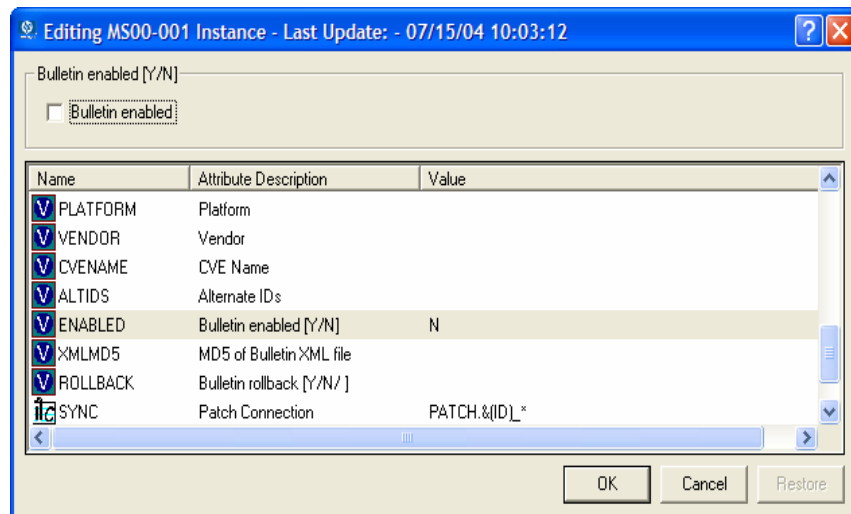 Editing MS00-001 Instance - Last Update: - 07/15/04 10:03:12
Bulletin enabled [Y/N]
Bulletin enabled
Name Attribute Description Value
V PLATFORM Platform
V VENDOR Vendor
V CVENAME CVE Name
V ALTIDS Alternate IDs
V ENABLED Bulletin enabled [Y/N] N
V XMLMD5 MD5 of Bulletin XML file
V ROLLBACK Bulletin rollback [Y/N/ ]
SYNC Patch Connection PATCH.&(ID)_*
OK Cancel Restore